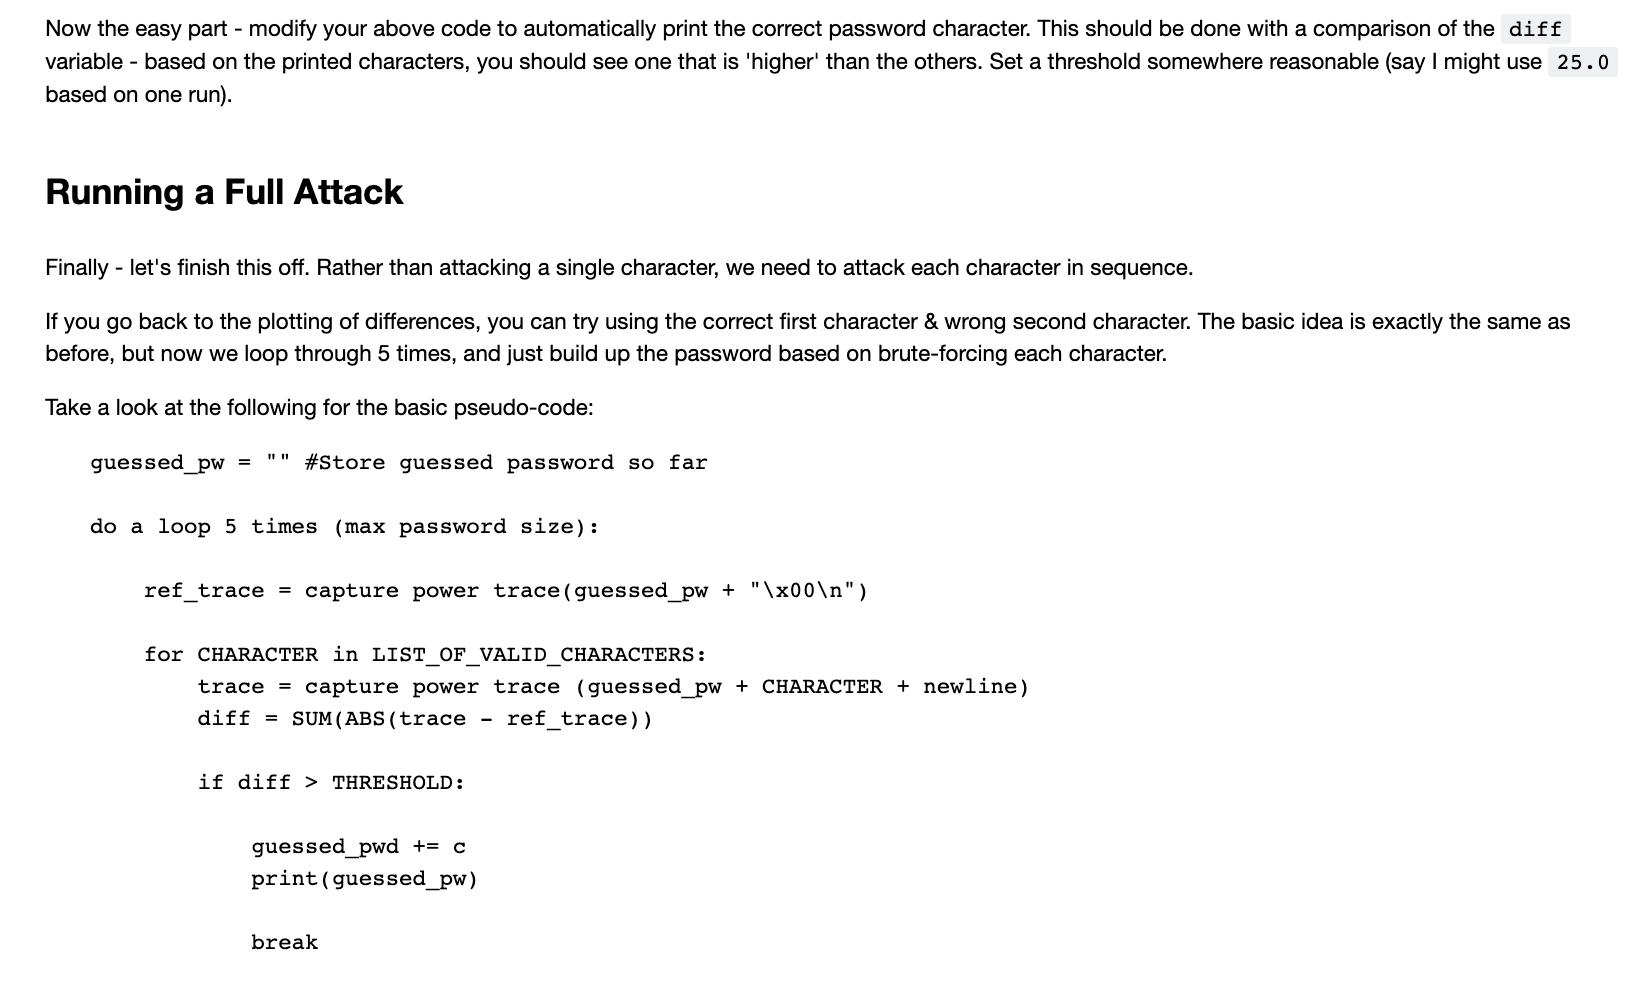 Now the easy part - modify your above code to automatically print the correct password character. This should be done with a comparison of the diff
variable - based on the printed characters, you should see one that is 'higher' than the others. Set a threshold somewhere reasonable (say I might use 25.0
based on one run).
Running a Full Attack
Finally - let's finish this off. Rather than attacking a single character, we need to attack each character in sequence.
If you go back to the plotting of differences, you can try using the correct first character & wrong second character. The basic idea is exactly the same as
before, but now we loop through 5 times, and just build up the password based on brute-forcing each character.
Take a look at the following for the basic pseudo-code:
guessed_pw = "" #Store guessed password so far
do a loop 5 times (max password size):
ref_trace = capture power trace(guessed_pw + "\x00\n")
for CHARACTER in LIST_OF_VALID_CHARACTERS:
trace = capture power trace (guessed_pw + CHARACTER + newline)
diff = SUM(ABS(trace - ref_trace))
if diff > THRESHOLD:
guessed_pwd += c
print(guessed_pw)
break